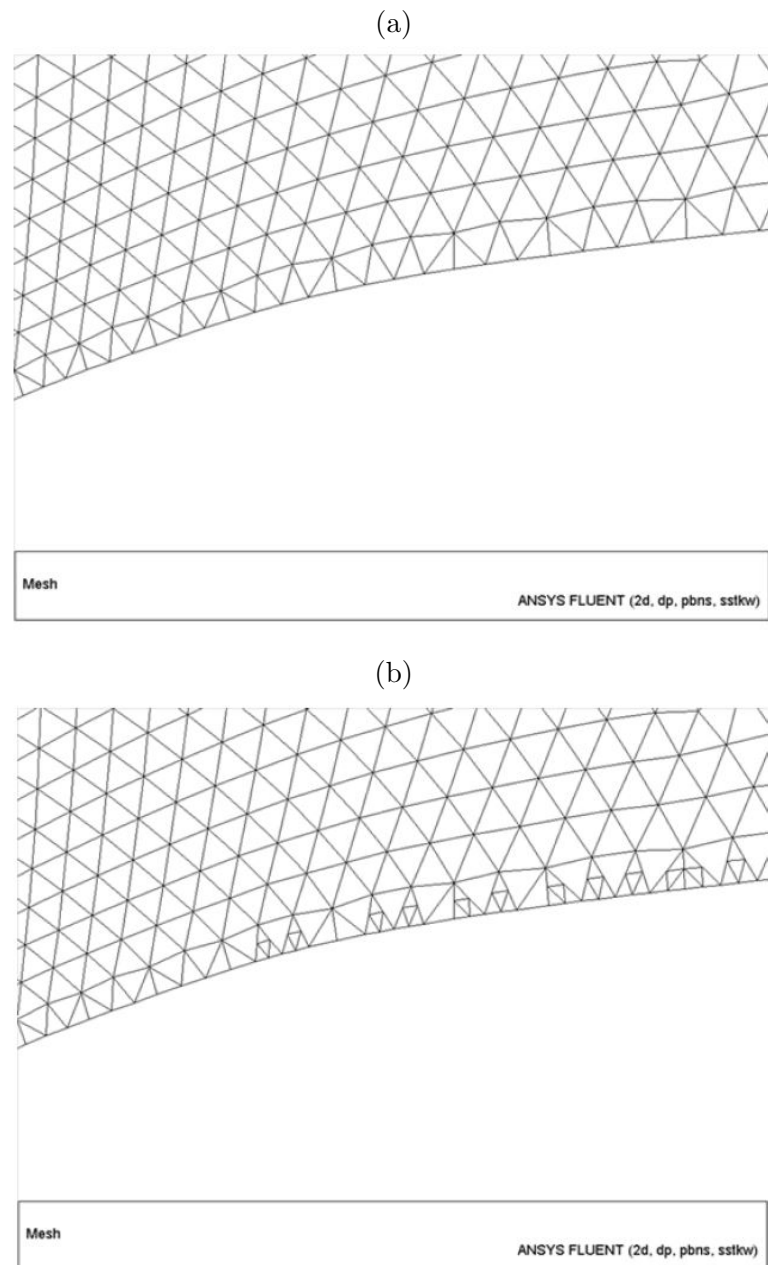 (a)
Mesh
ANSYS FLUENT (2d, dp, pbns, sstkw)
(b)
Mesh
ANSYS FLUENT (2d, dp, pbns, sstkw)